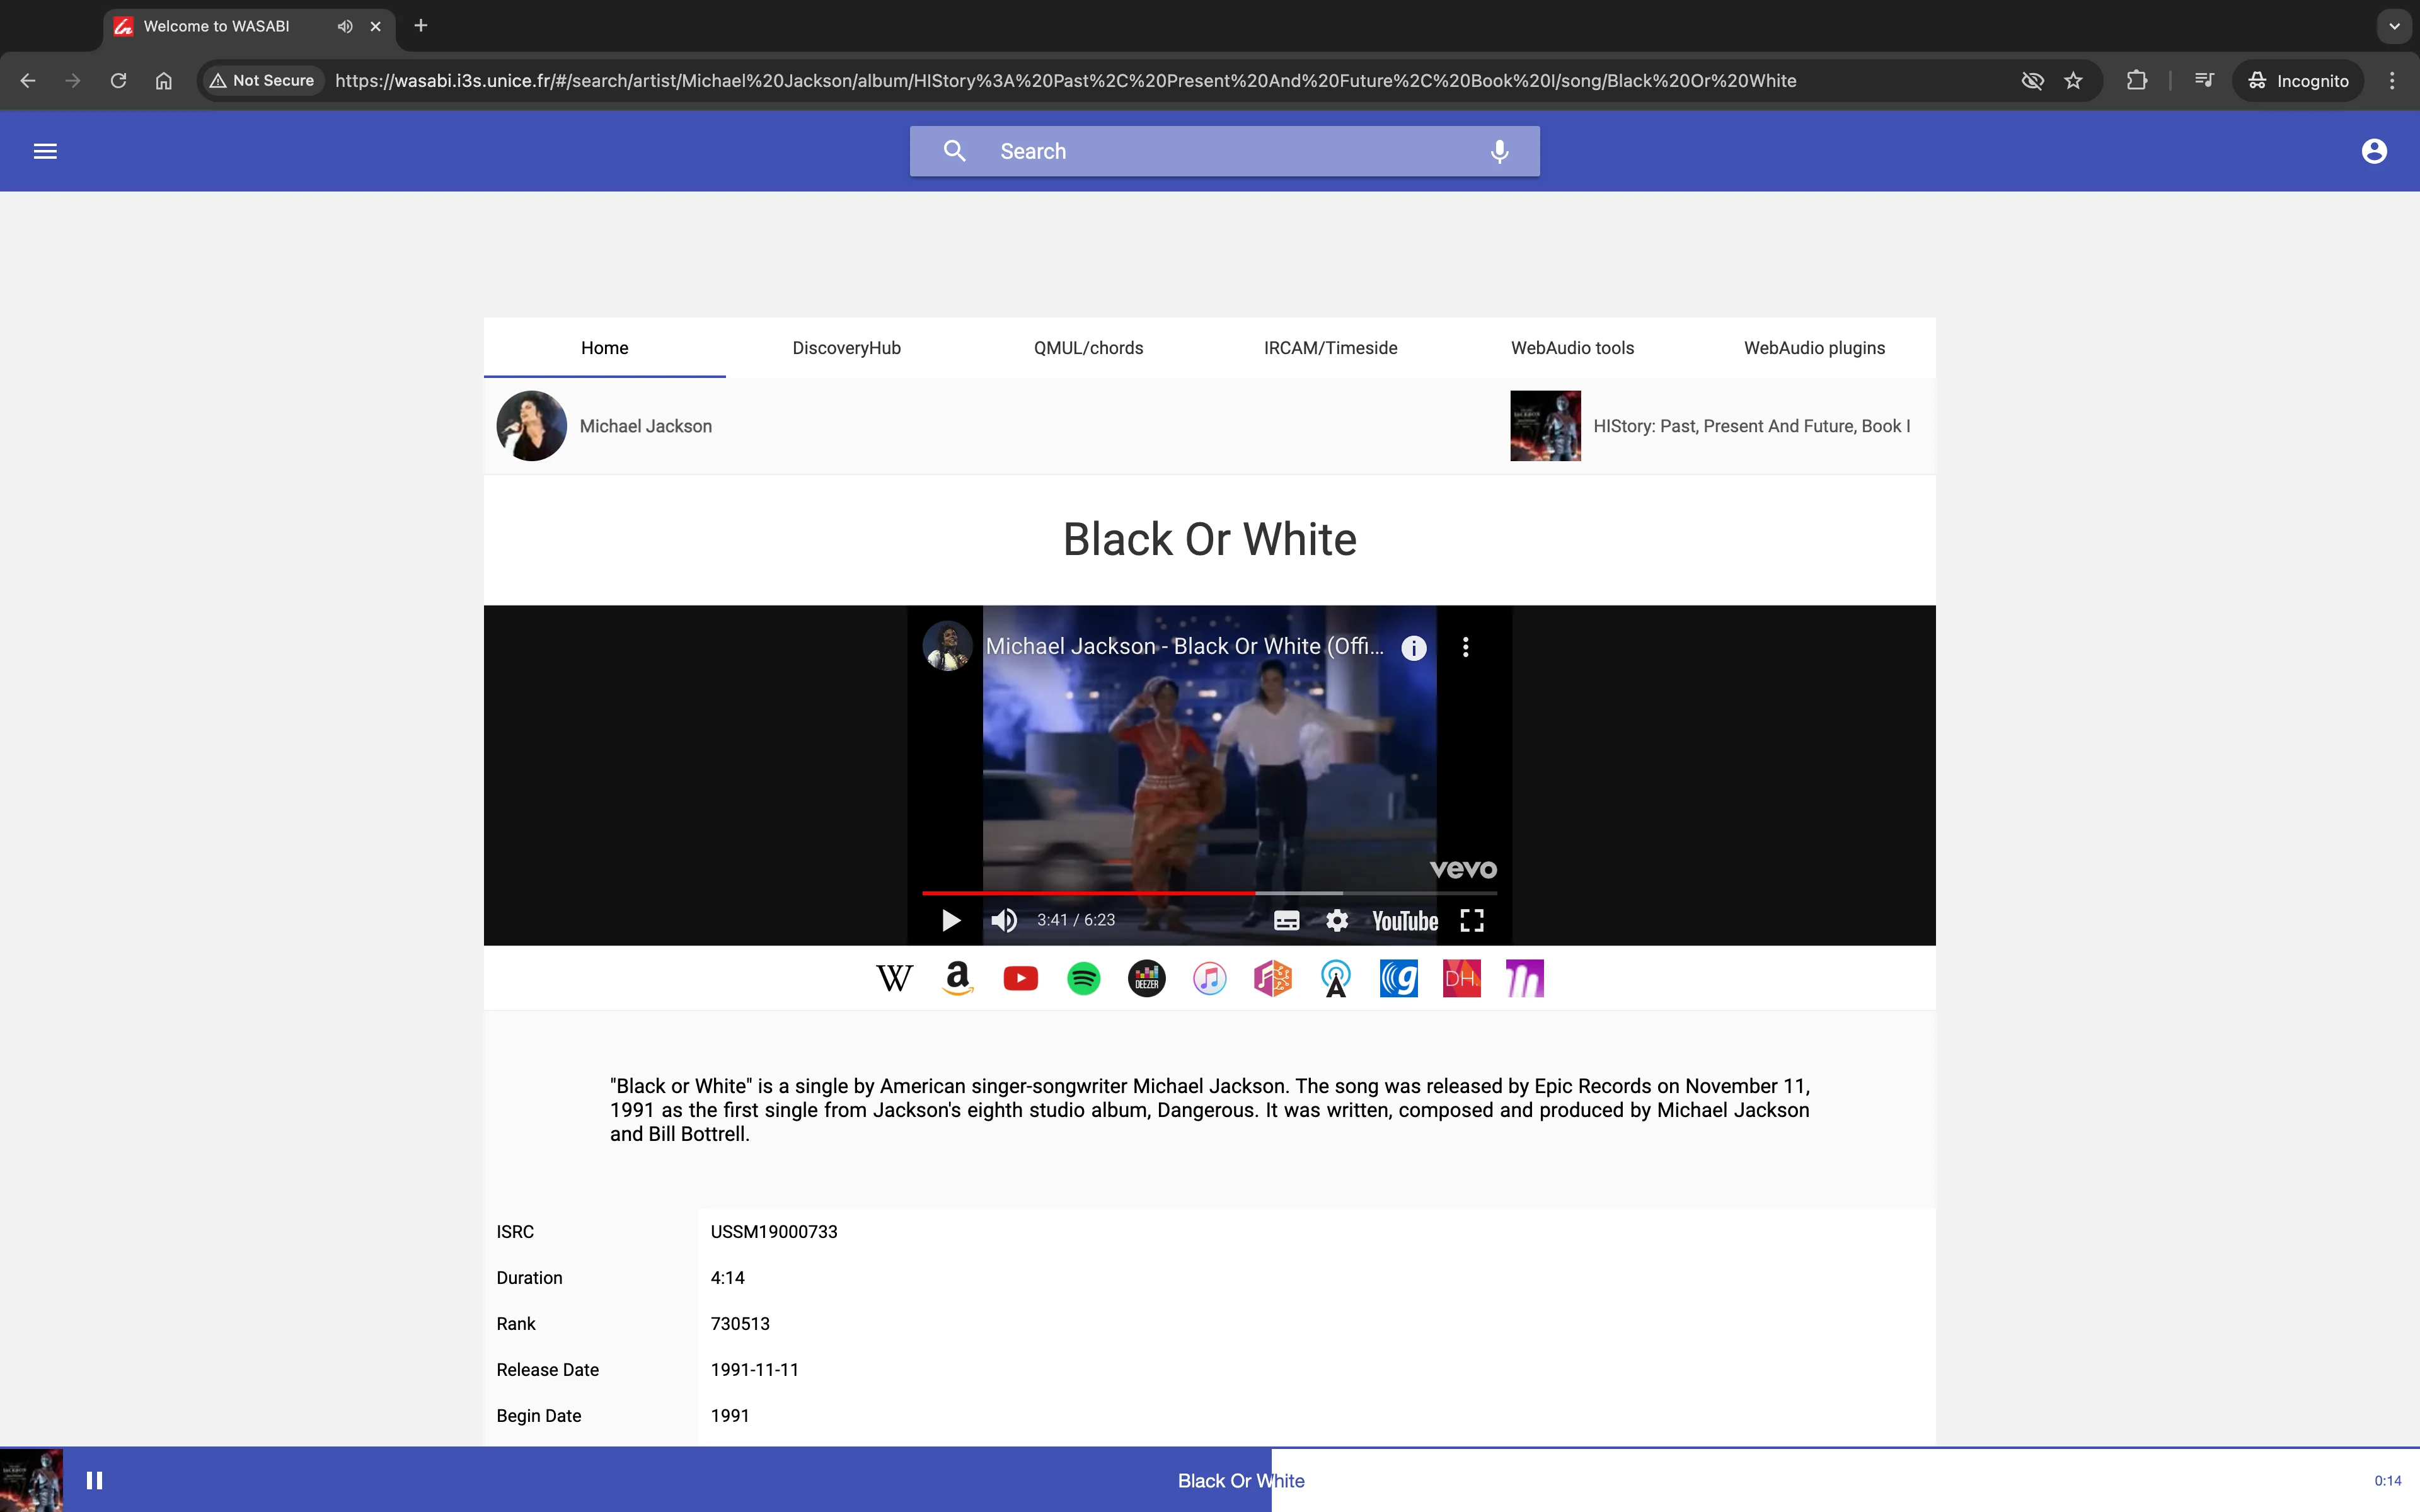 Welcome to WASABI
Not Secure
https://wasabi.i3s.unice.fr/#/search/artist/Michael%20Jackson/album/HIStory%3A%20Past%2C%20Present%20And%20Future%2C%20Book%20I/song/Black%20Or%20White
Incognito
Search
Home DiscoveryHub QMUL/chords IRCAM/Timeside WebAudio tools WebAudio plugins
Michael Jackson
HIStory: Past, Present And Future, Book I
Black Or White
Michael Jackson - Black Or White (Offi...
vevo
3:41 / 6:23
YouTube
W a DEEZER g DH.
"Black or White" is a single by American singer-songwriter Michael Jackson. The song was released by Epic Records on November 11,
1991 as the first single from Jackson's eighth studio album, Dangerous. It was written, composed and produced by Michael Jackson
and Bill Bottrell.
ISRC USSM19000733
Duration 4:14
Rank 730513
Release Date 1991-11-11
Begin Date 1991
Black Or White
0:14